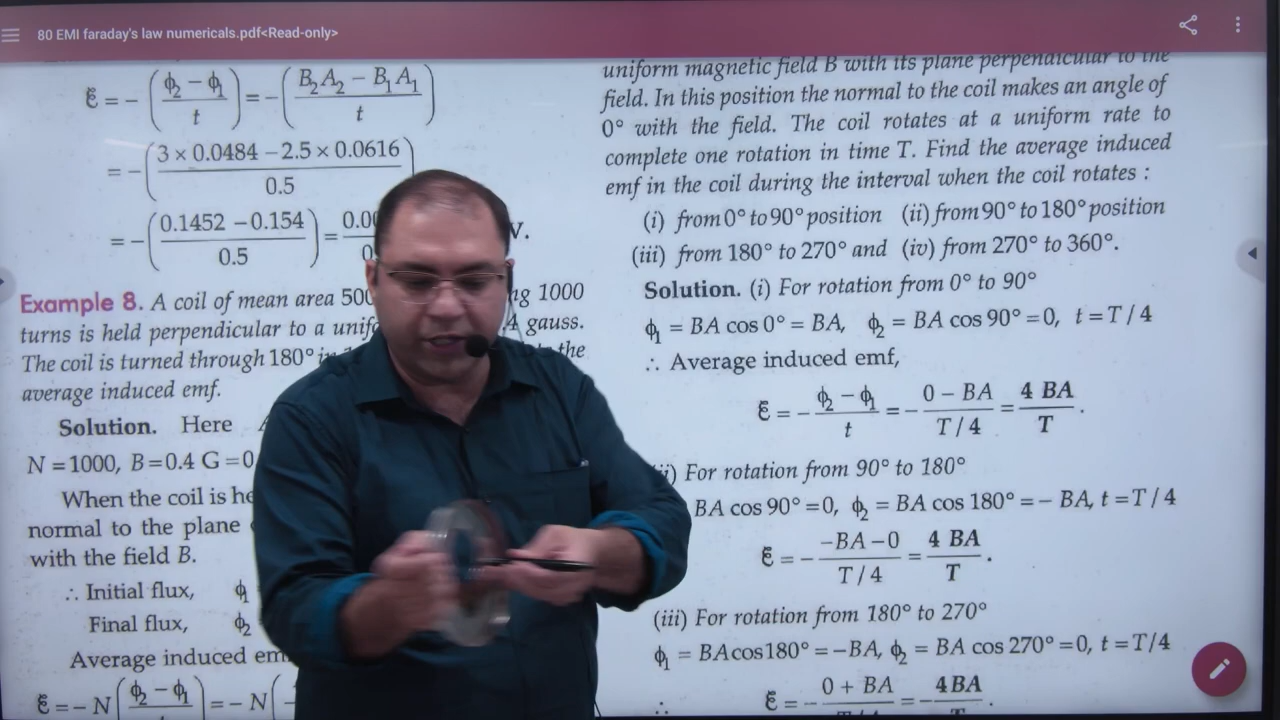 80 EMI faraday's law numericals.pdf<Read-only>
ℰ = − (ϕ₂ − ϕ₁ / t) = − (B₂A₂ − B₁A₁ / t)
= − (3 × 0.0484 − 2.5 × 0.0616 / 0.5)
= − (0.1452 − 0.154 / 0.5) = 0.00 V.
Example 8. A coil of mean area 500 ng 1000
turns is held perpendicular to a unif gauss.
The coil is turned through 180° in the
average induced emf.
Solution. Here
N = 1000, B = 0.4 G = 0
When the coil is he
normal to the plane
with the field B.
∴ Initial flux, ϕ₁
Final flux, ϕ₂
Average induced em
ℰ = − N (ϕ₂ − ϕ₁ ) = − N (
uniform magnetic field B with its plane perpendicular to the
field. In this position the normal to the coil makes an angle of
0° with the field. The coil rotates at a uniform rate to
complete one rotation in time T. Find the average induced
emf in the coil during the interval when the coil rotates :
(i) from 0° to 90° position (ii) from 90° to 180° position
(iii) from 180° to 270° and (iv) from 270° to 360°.
Solution. (i) For rotation from 0° to 90°
ϕ₁ = BA cos 0° = BA, ϕ₂ = BA cos 90° = 0, t = T / 4
∴ Average induced emf,
ℰ = − ϕ₂ − ϕ₁ / t = − 0 − BA / T / 4 = 4 BA / T .
i) For rotation from 90° to 180°
BA cos 90° = 0, ϕ₂ = BA cos 180° = − BA, t = T / 4
ℰ = − −BA − 0 / T / 4 = 4 BA / T .
(iii) For rotation from 180° to 270°
ϕ₁ = BA cos 180° = −BA, ϕ₂ = BA cos 270° = 0, t = T/4
∴ ℰ = − 0 + BA / T / 4 = − 4BA / T .